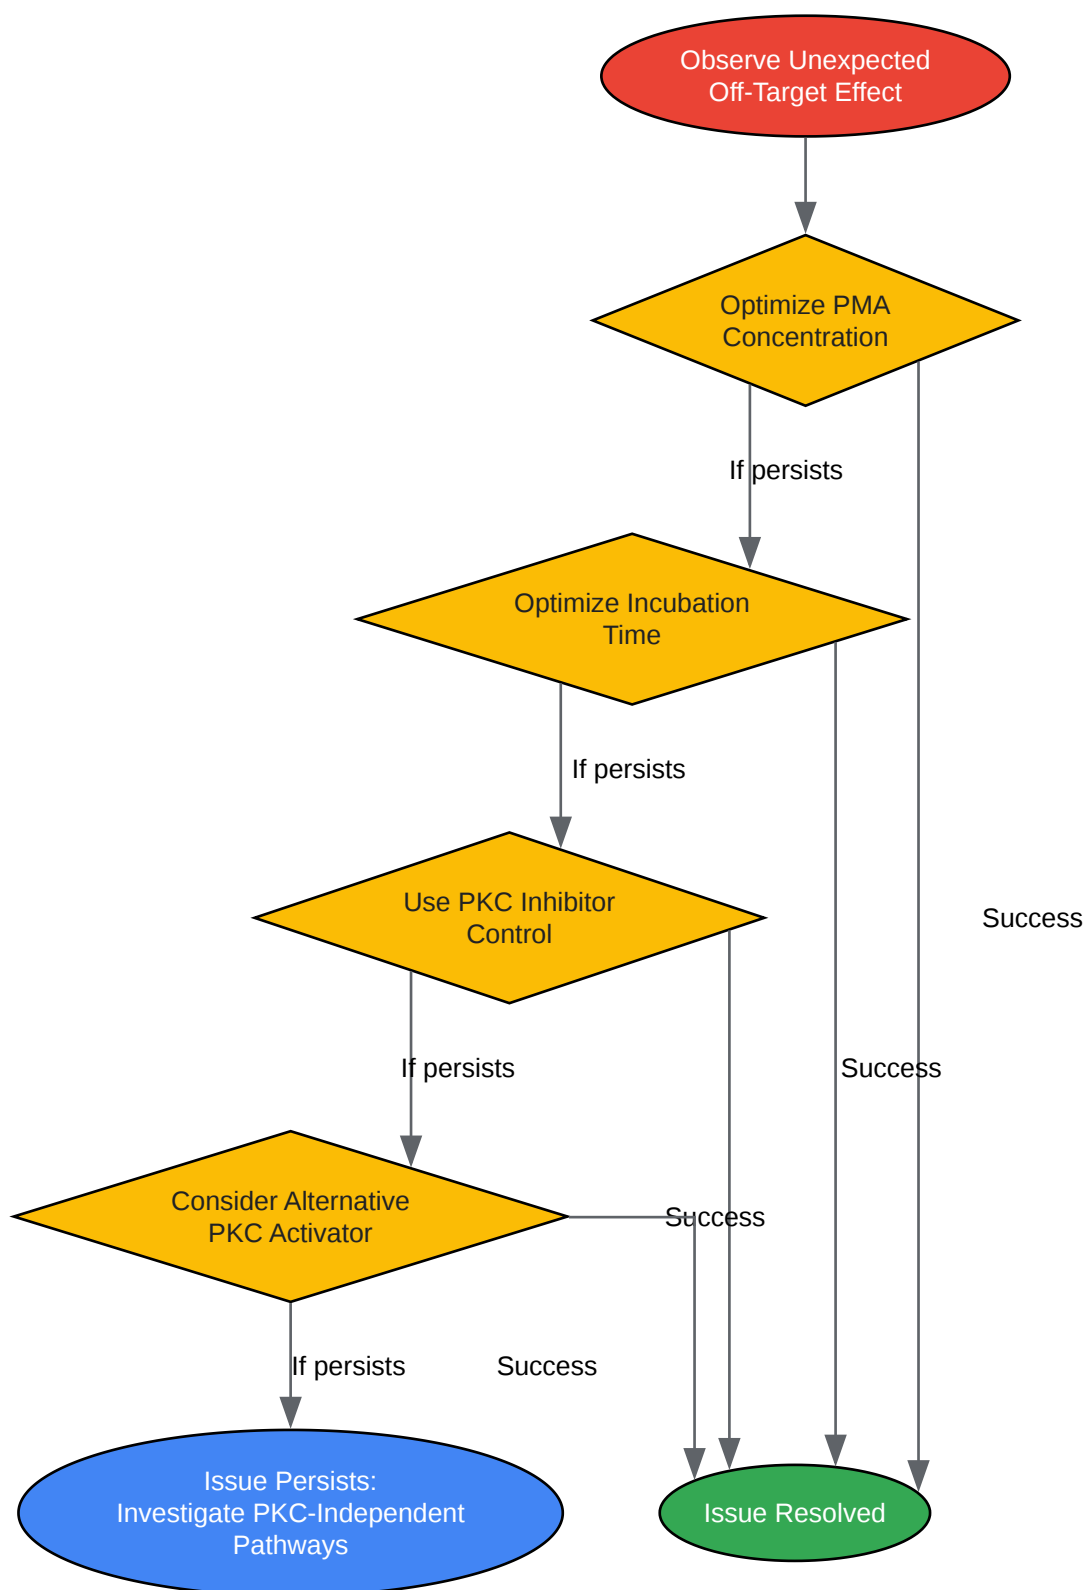 Observe Unexpected
Off-Target Effect
Optimize PMA
Concentration
If persists
Optimize Incubation
Time
If persists
Use PKC Inhibitor
Control
Success
If persists
Success
Consider Alternative
PKC Activator
Success
If persists
Success
Issue Persists:
Investigate PKC-Independent
Pathways
Issue Resolved